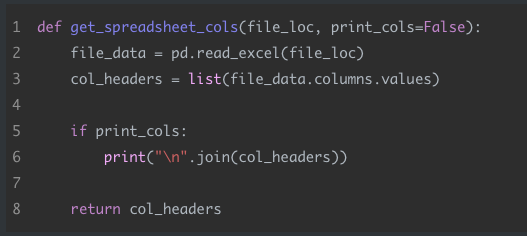 1 def get_spreadsheet_cols(file_loc, print_cols=False):
2     file_data = pd.read_excel(file_loc)
3     col_headers = list(file_data.columns.values)
4
5     if print_cols:
6         print("\n".join(col_headers))
7
8     return col_headers